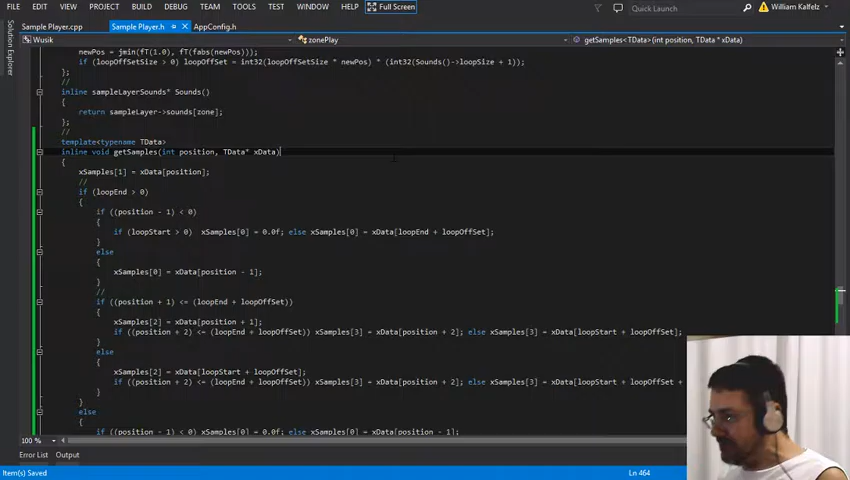 FILE EDIT VIEW PROJECT BUILD DEBUG TEAM TOOLS TEST WINDOW HELP Full Screen Quick Launch William Kalfelz
Sample Player.cpp Sample Player.h AppConfig.h
Solution Explorer
Wusik zonePlay getSamples<TData>(int position, TData * xData)
newPos = jmin(fT(1.0), fT(fabs(newPos)));
if (loopOffSetSize > 0) loopOffSet = int32(loopOffSetSize * newPos) * (int32(Sounds()->loopSize + 1));
};
//
inline sampleLayerSounds* Sounds()
{
return sampleLayer->sounds[zone];
};
//
template<typename TData>
inline void getSamples(int position, TData* xData)
{
xSamples[1] = xData[position];
//
if (loopEnd > 0)
{
if ((position - 1) < 0)
{
if (loopStart > 0) xSamples[0] = 0.0f; else xSamples[0] = xData[loopEnd + loopOffSet];
}
else
{
xSamples[0] = xData[position - 1];
}
//
if ((position + 1) <= (loopEnd + loopOffSet))
{
xSamples[2] = xData[position + 1];
if ((position + 2) <= (loopEnd + loopOffSet)) xSamples[3] = xData[position + 2]; else xSamples[3] = xData[loopStart + loopOffSet];
}
else
{
xSamples[2] = xData[loopStart + loopOffSet];
if ((position + 2) <= (loopEnd + loopOffSet)) xSamples[3] = xData[position + 2]; else xSamples[3] = xData[loopStart + loopOffSet +
}
}
else
{
if ((position - 1) < 0) xSamples[0] = 0.0f; else xSamples[0] = xData[position - 1];
100 %
Error List Output
Item(s) Saved Ln 464